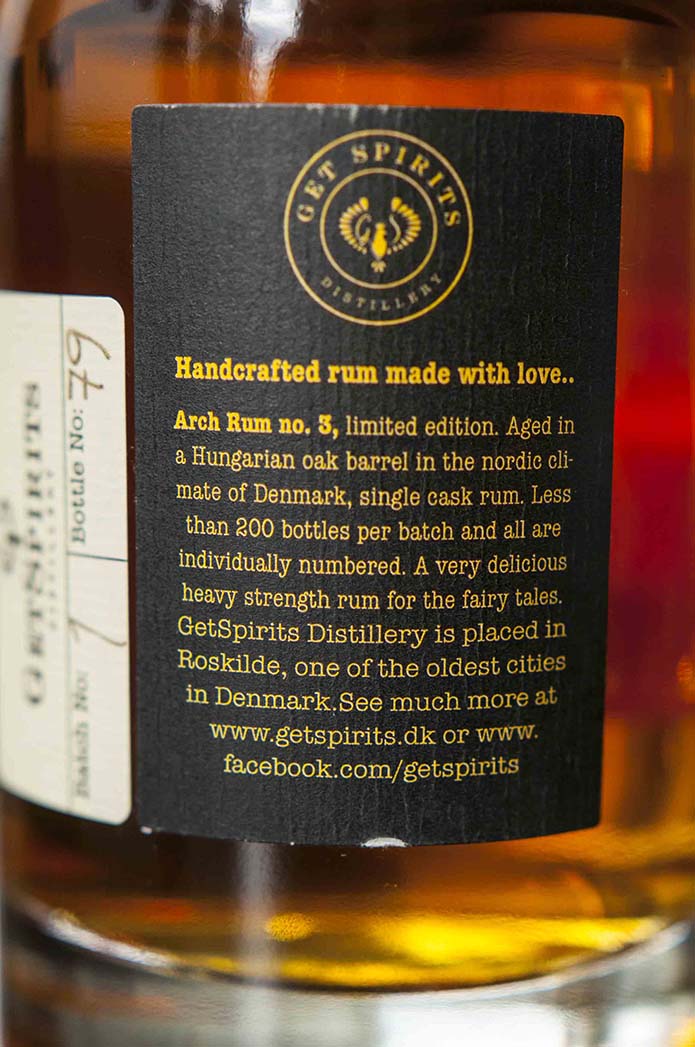 GET SPIRITS
DISTILLERY
Handcrafted rum made with love..
Arch Rum no. 3, limited edition. Aged in
a Hungarian oak barrel in the nordic cli-
mate of Denmark, single cask rum. Less
than 200 bottles per batch and all are
individually numbered. A very delicious
heavy strength rum for the fairy tales.
GetSpirits Distillery is placed in
Roskilde, one of the oldest cities
in Denmark.See much more at
www.getspirits.dk or www.
facebook.com/getspirits
GETSPIRITS
DISTILLERY
Batch No: 1
Bottle No: 79